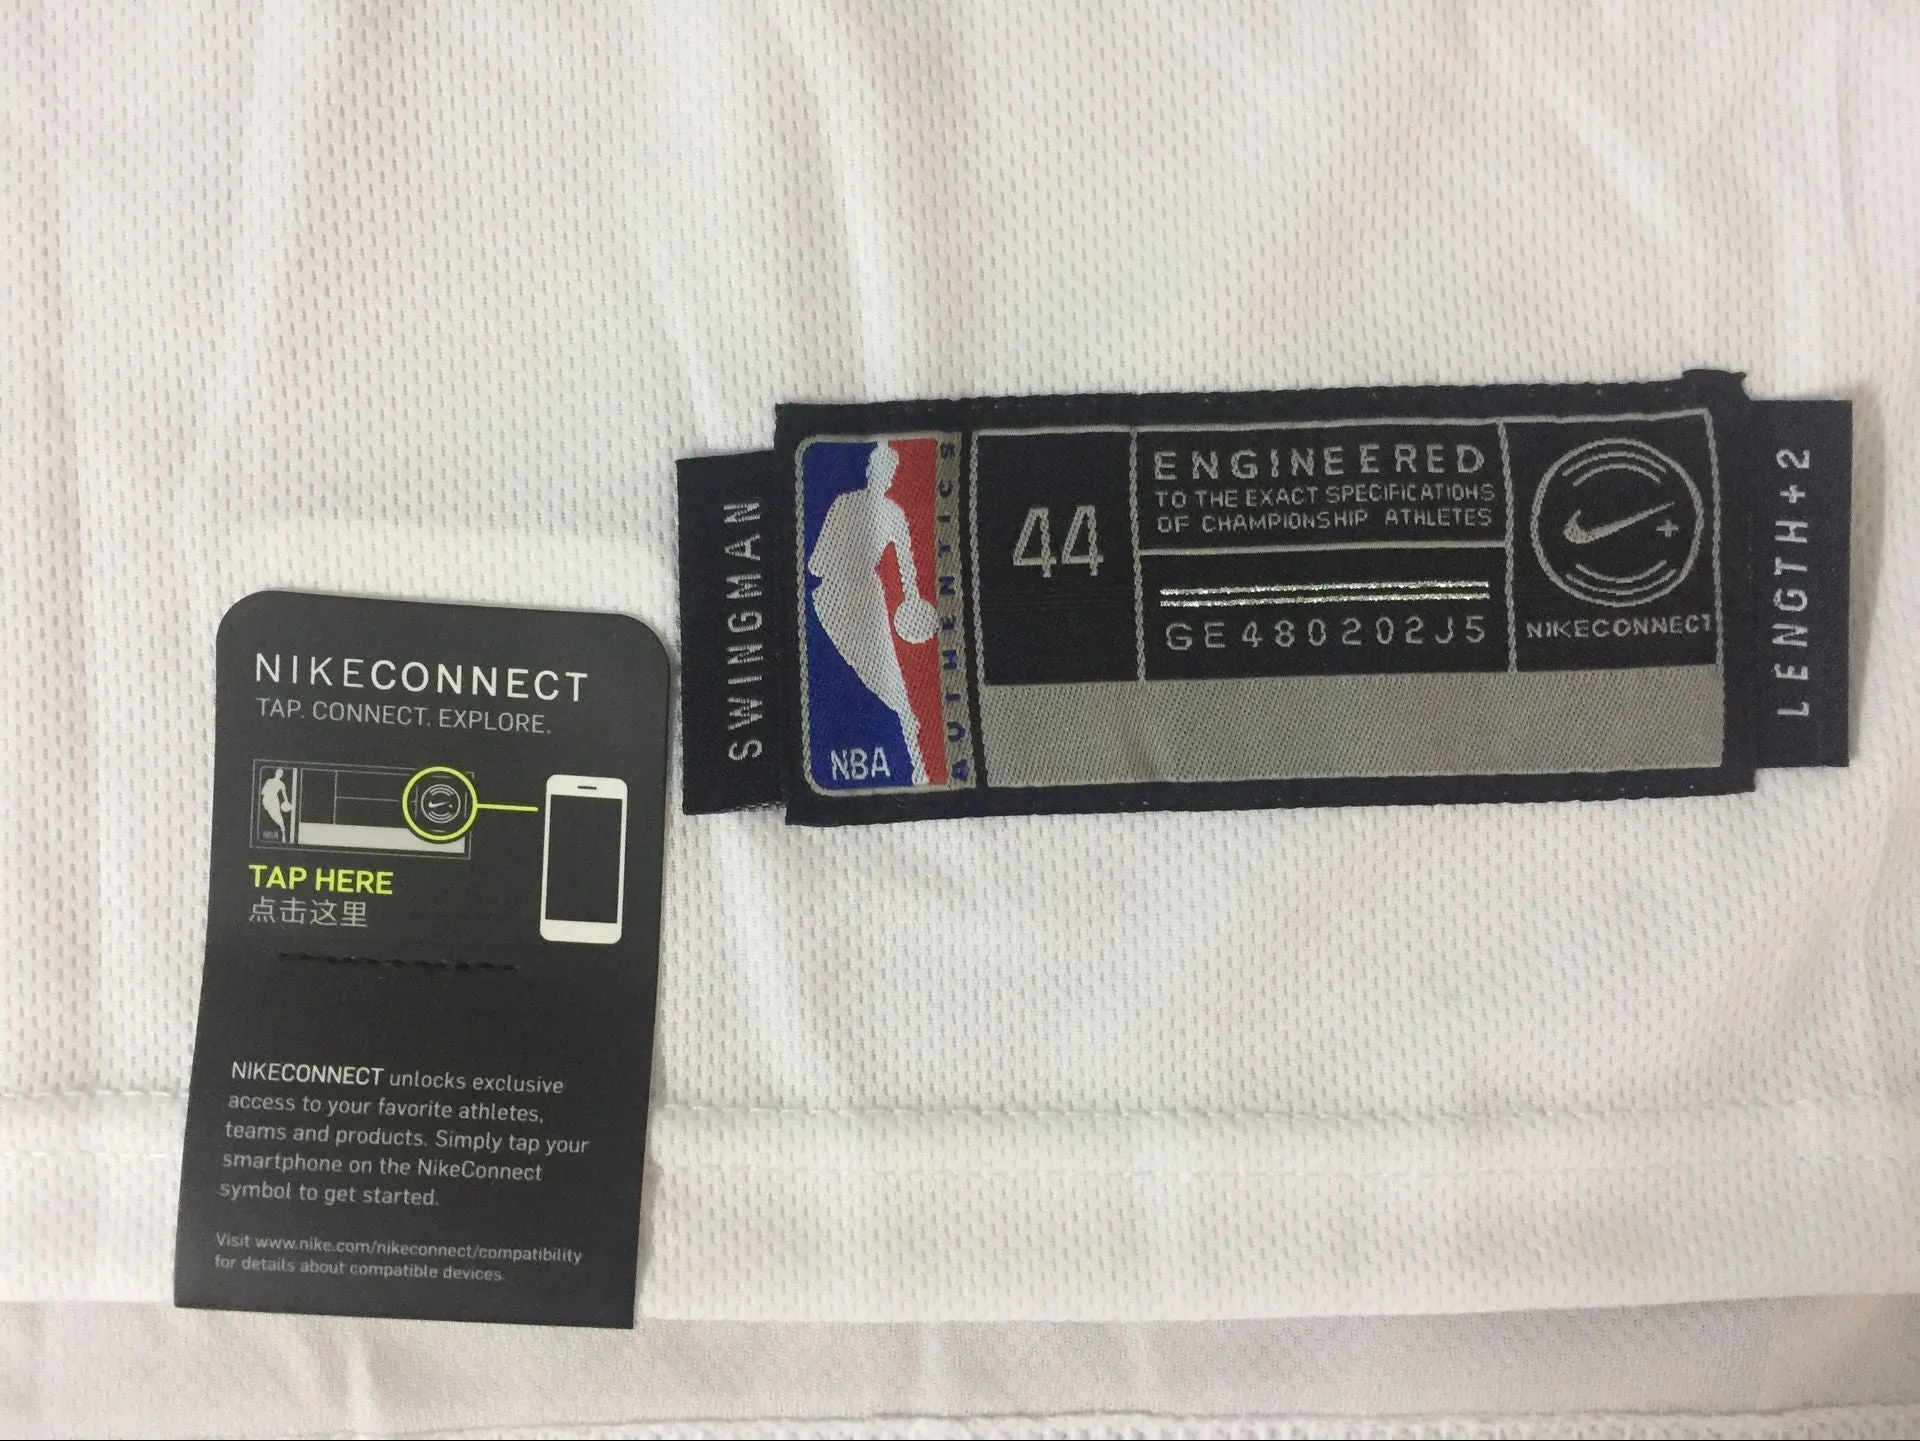 NIKECONNECT
TAP. CONNECT. EXPLORE.
NBA
TAP HERE
点击这里
NIKECONNECT unlocks exclusive
access to your favorite athletes,
teams and products. Simply tap your
smartphone on the NikeConnect
symbol to get started.
Visit www.nike.com/nikeconnect/compatibility
for details about compatible devices.
SWINGMAN
NBA
AUTHENTICS
44
ENGINEERED
TO THE EXACT SPECIFICATIONS
OF CHAMPIONSHIP ATHLETES
GE480202J5
NIKECONNECT
LENGTH+2